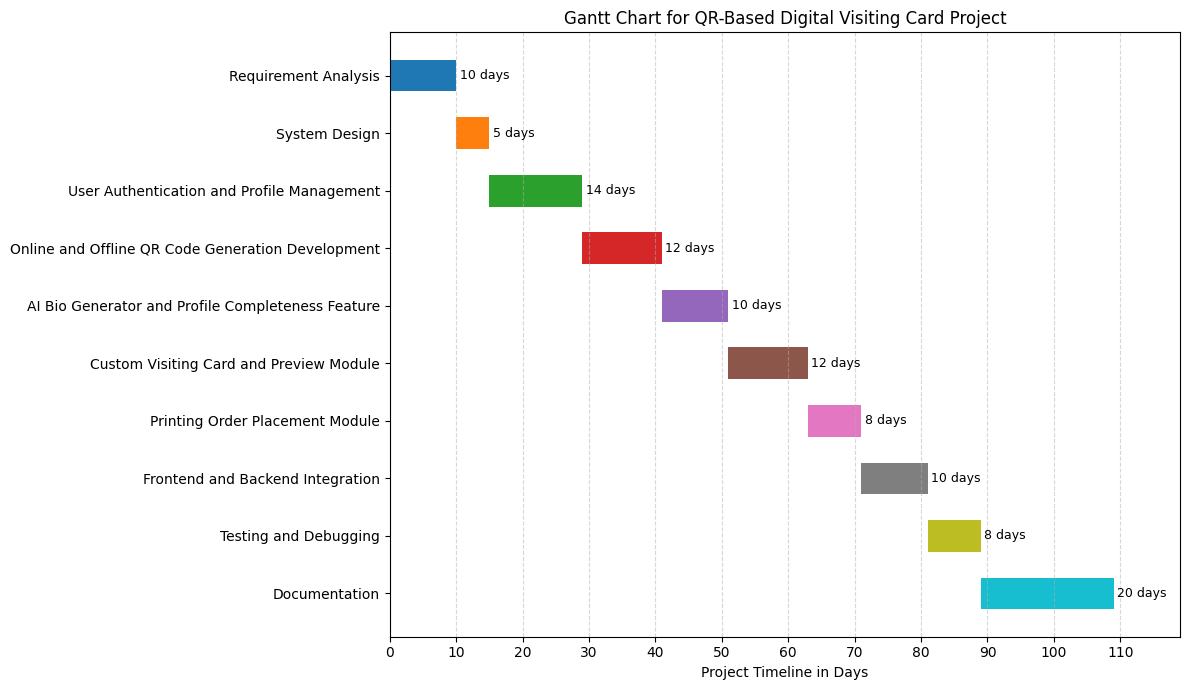 Gantt Chart for QR-Based Digital Visiting Card Project
Requirement Analysis
10 days
System Design
5 days
User Authentication and Profile Management
14 days
Online and Offline QR Code Generation Development
12 days
AI Bio Generator and Profile Completeness Feature
10 days
Custom Visiting Card and Preview Module
12 days
Printing Order Placement Module
8 days
Frontend and Backend Integration
10 days
Testing and Debugging
8 days
Documentation
20 days
0 10 20 30 40 50 60 70 80 90 100 110
Project Timeline in Days